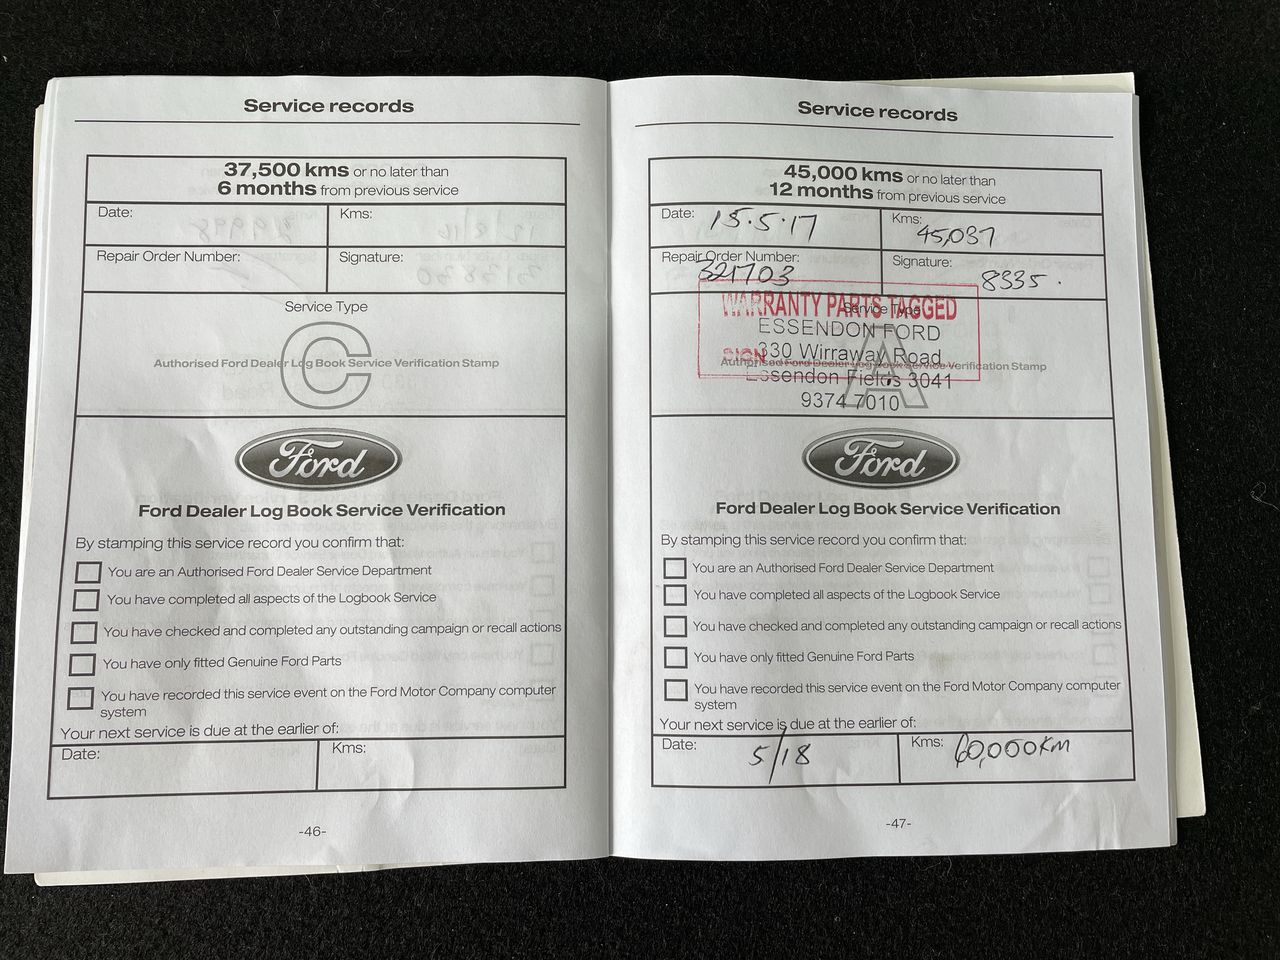 Service records
37,500 kms or no later than
6 months from previous service
Date:
Kms:
Repair Order Number:
Signature:
Service Type
C
Authorised Ford Dealer Log Book Service Verification Stamp
Ford
Ford Dealer Log Book Service Verification
By stamping this service record you confirm that:
You are an Authorised Ford Dealer Service Department
You have completed all aspects of the Logbook Service
You have checked and completed any outstanding campaign or recall actions
You have only fitted Genuine Ford Parts
You have recorded this service event on the Ford Motor Company computer
system
Your next service is due at the earlier of:
Date:
Kms:
-46-
Service records
45,000 kms or no later than
12 months from previous service
Date: 15.5.17
Kms: 45,037
Repair Order Number:
321703
Signature: 8335.
WARRANTY PARTS TAGGED
Service Type
ESSENDON FORD
A
SIGN
330 Wirraway Road
Authorised Ford Dealer Log Book Service Verification Stamp
Essendon Fields 3041
9374 7010
Ford
Ford Dealer Log Book Service Verification
By stamping this service record you confirm that:
You are an Authorised Ford Dealer Service Department
You have completed all aspects of the Logbook Service
You have checked and completed any outstanding campaign or recall actions
You have only fitted Genuine Ford Parts
You have recorded this service event on the Ford Motor Company computer
system
Your next service is due at the earlier of:
Date: 5/18
Kms: 60,000km
-47-